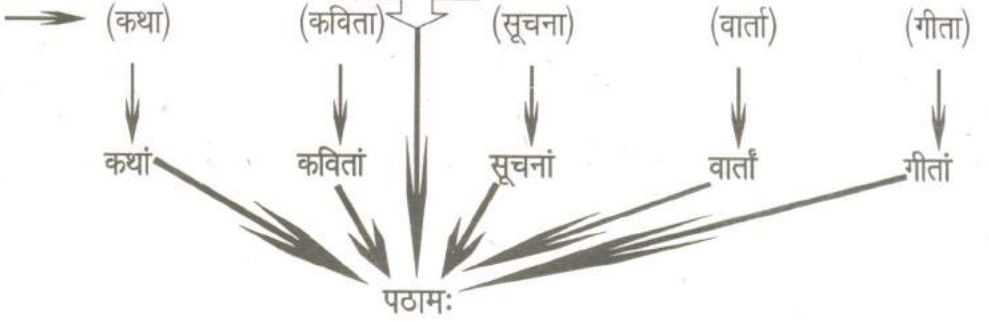 (कथा) (कविता) (सूचना) (वार्ता) (गीता)
कथां कवितां सूचनां वार्तां गीतां
पठामः